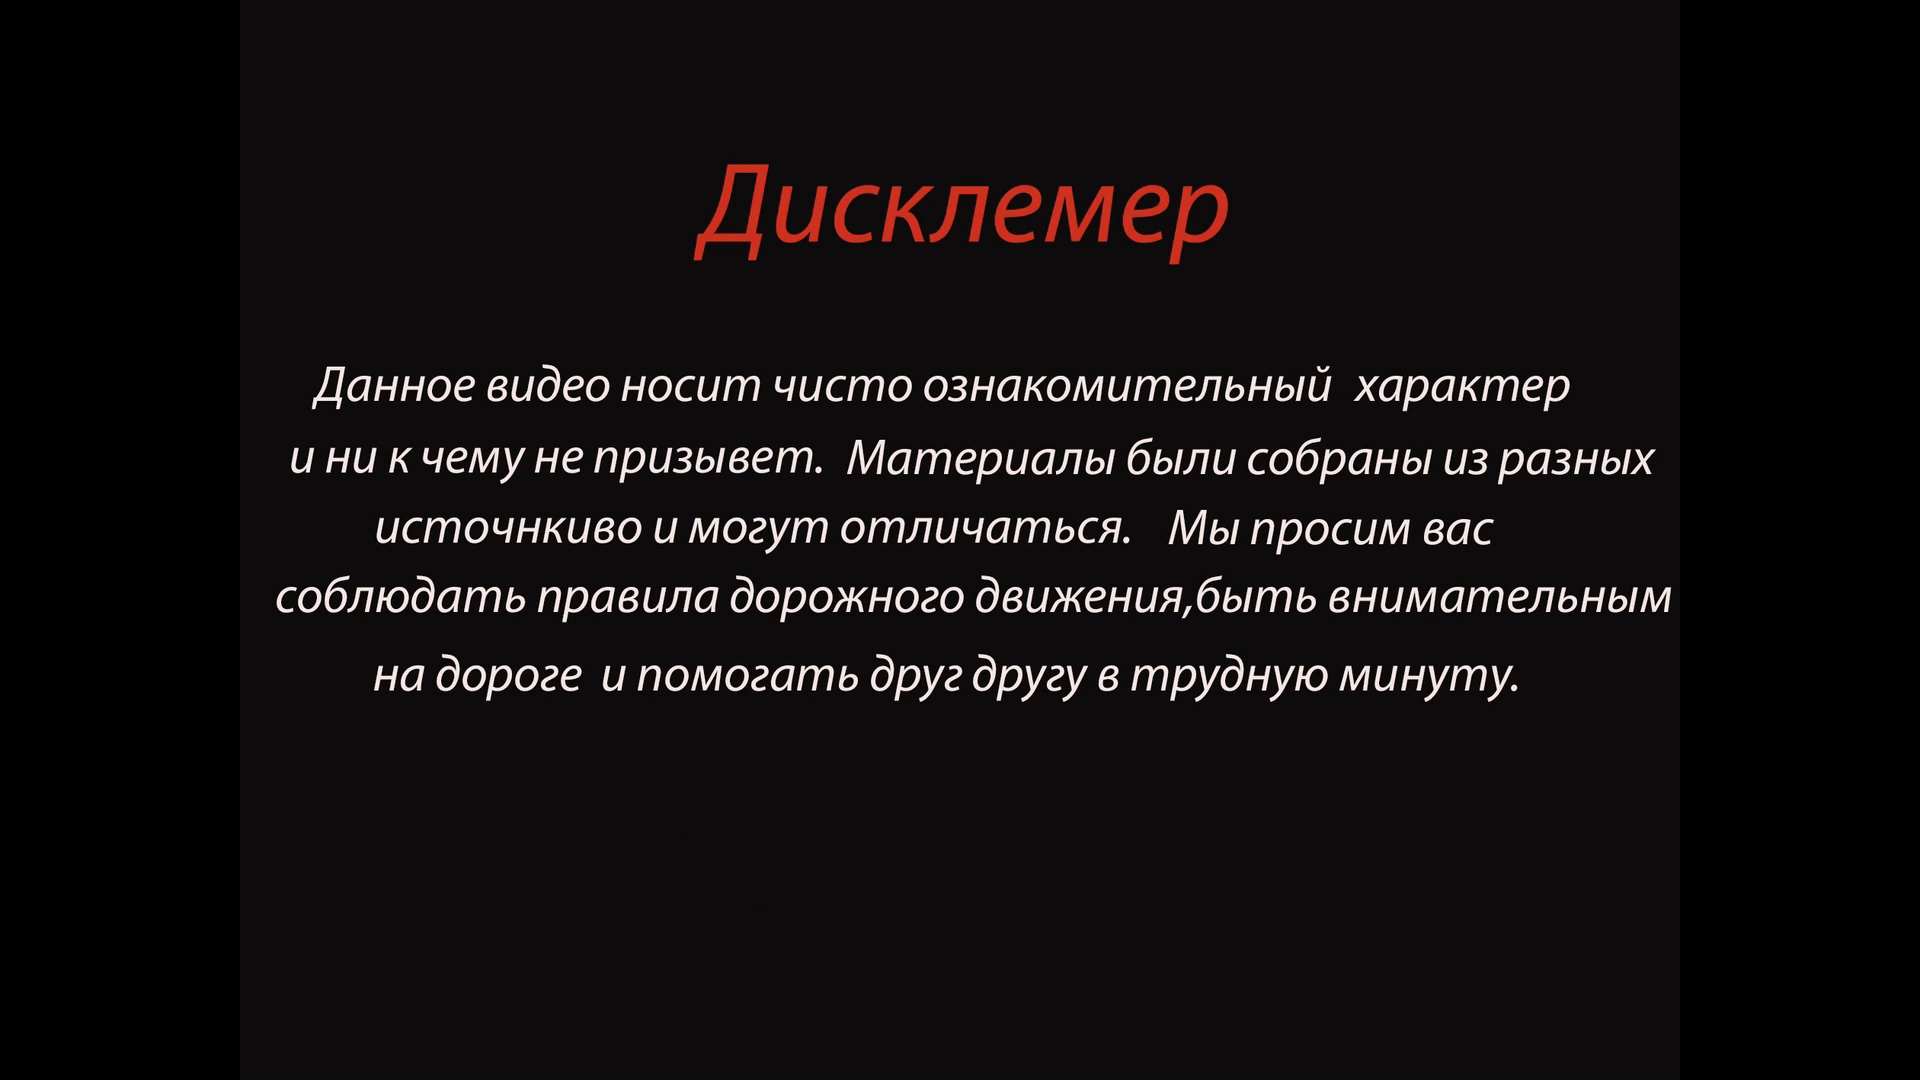 Дисклемер
Данное видео носит чисто ознакомительный характер
и ни к чему не призывет. Материалы были собраны из разных
источнкиво и могут отличаться. Мы просим вас
соблюдать правила дорожного движения,быть внимательным
на дороге и помогать друг другу в трудную минуту.